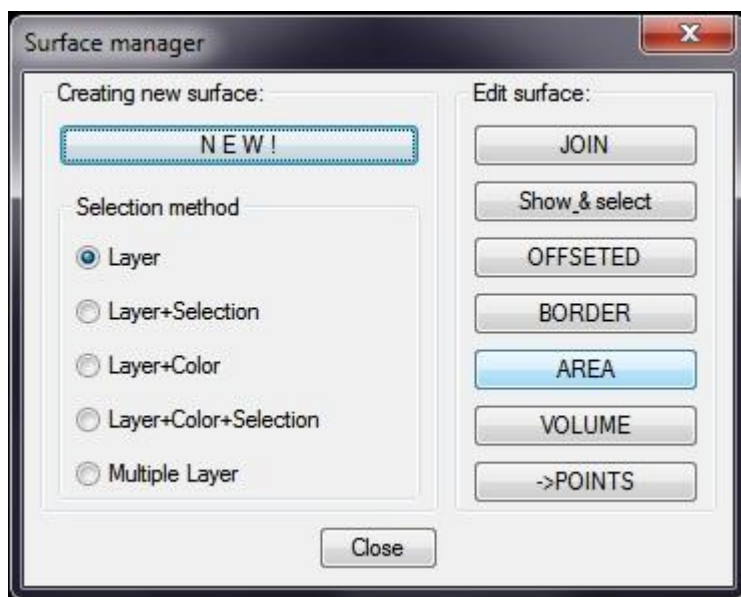 Surface manager
Creating new surface:
N E W !
Selection method
Layer
Layer+Selection
Layer+Color
Layer+Color+Selection
Multiple Layer
Edit surface:
JOIN
Show_& select
OFFSETED
BORDER
AREA
VOLUME
->POINTS
Close